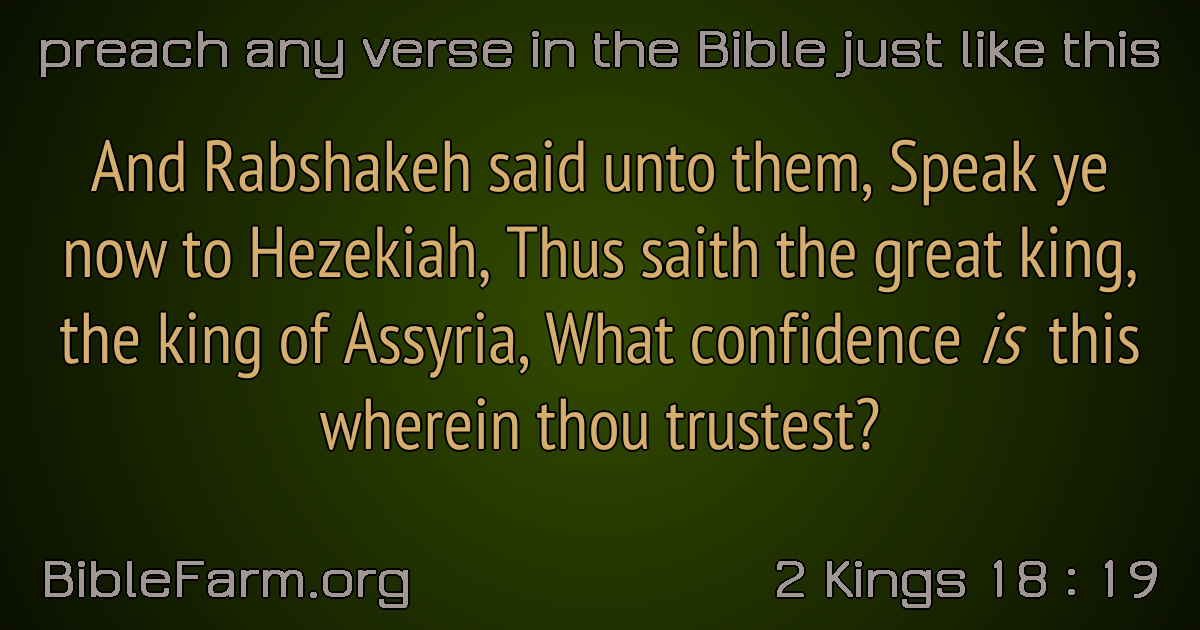 preach any verse in the Bible just like this
And Rabshakeh said unto them, Speak ye
now to Hezekiah, Thus saith the great king,
the king of Assyria, What confidence is this
wherein thou trustest?
BibleFarm.org
2 Kings 18 : 19